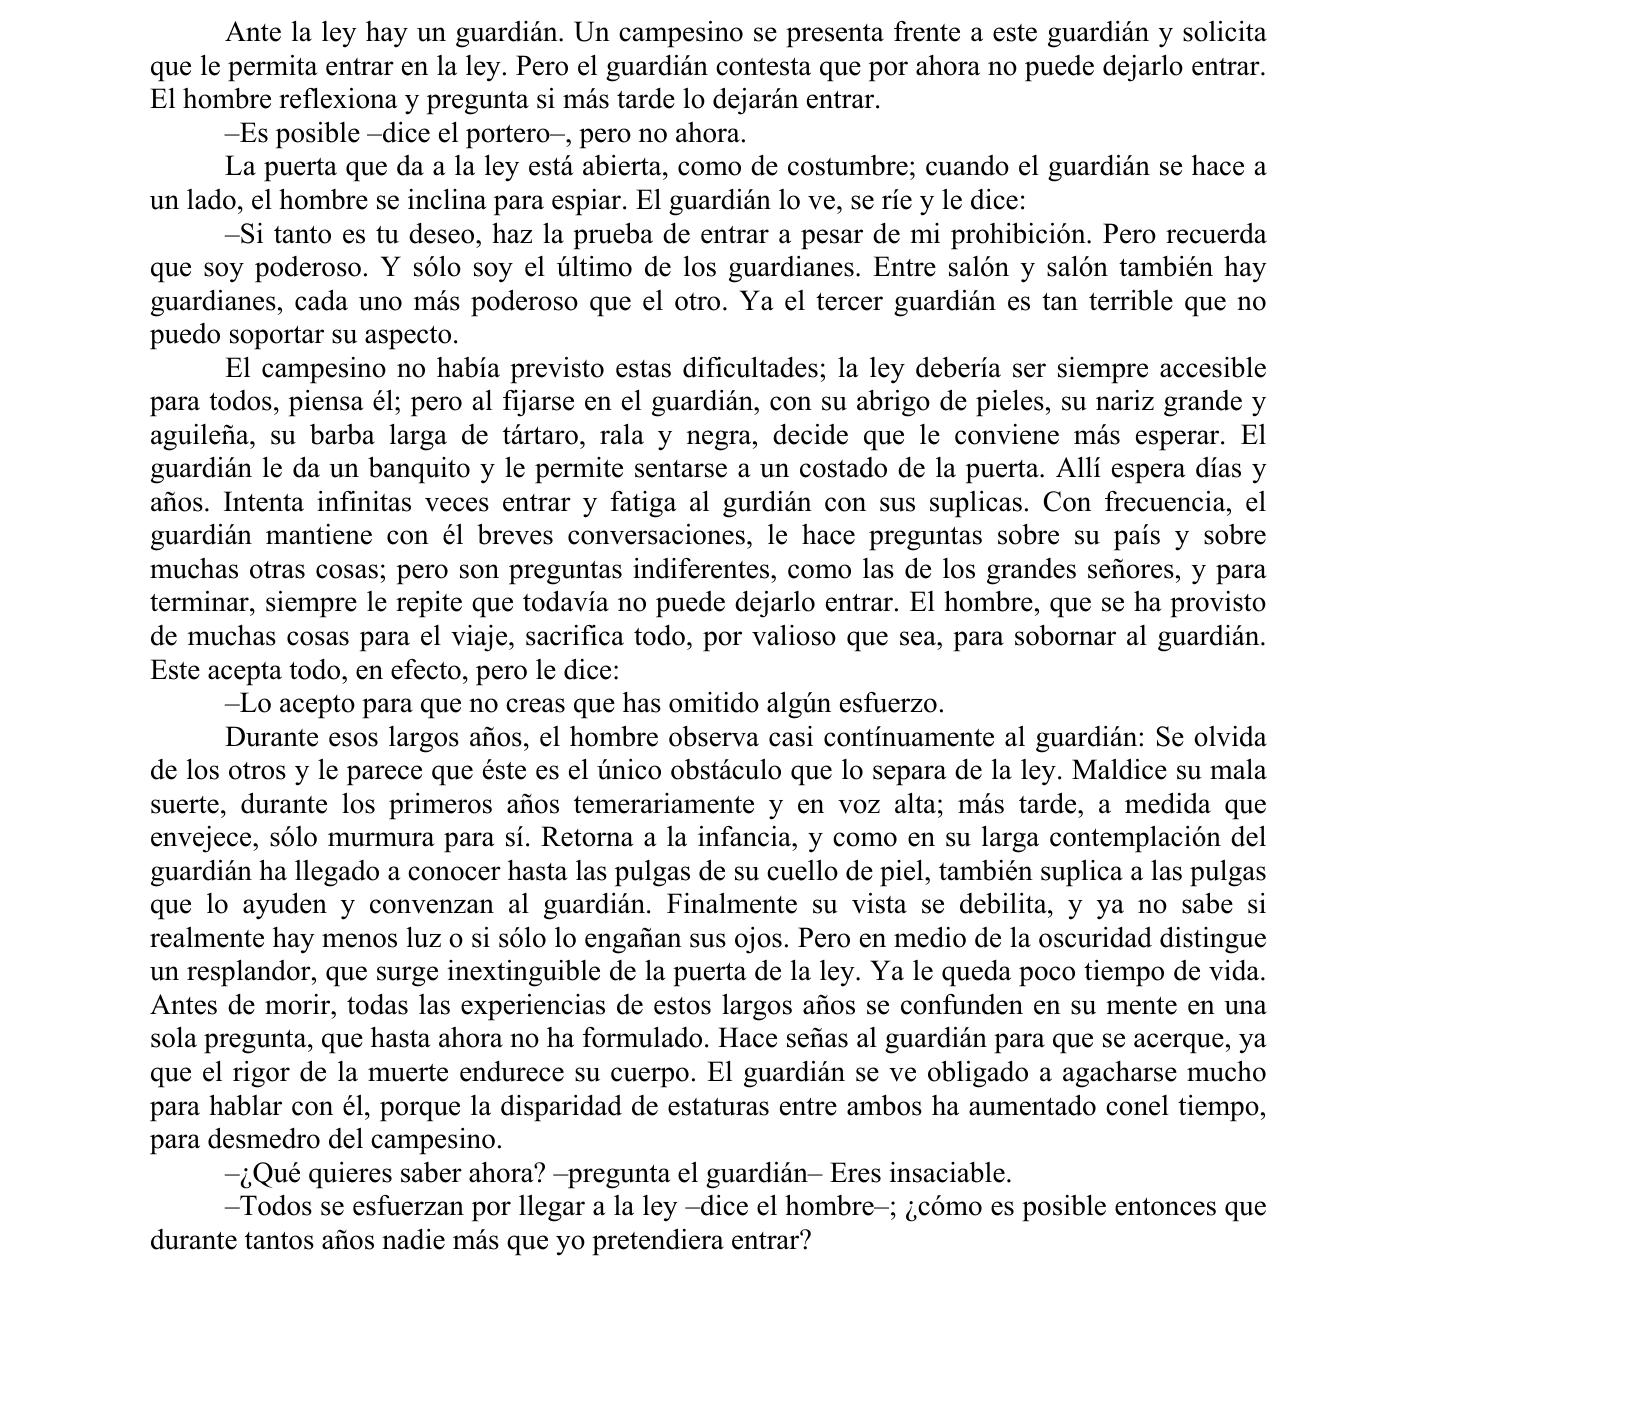 Ante la ley hay un guardián. Un campesino se presenta frente a este guardián y solicita
que le permita entrar en la ley. Pero el guardián contesta que por ahora no puede dejarlo entrar.
El hombre reflexiona y pregunta si más tarde lo dejarán entrar.
–Es posible –dice el portero–, pero no ahora.
La puerta que da a la ley está abierta, como de costumbre; cuando el guardián se hace a
un lado, el hombre se inclina para espiar. El guardián lo ve, se ríe y le dice:
–Si tanto es tu deseo, haz la prueba de entrar a pesar de mi prohibición. Pero recuerda
que soy poderoso. Y sólo soy el último de los guardianes. Entre salón y salón también hay
guardianes, cada uno más poderoso que el otro. Ya el tercer guardián es tan terrible que no
puedo soportar su aspecto.
El campesino no había previsto estas dificultades; la ley debería ser siempre accesible
para todos, piensa él; pero al fijarse en el guardián, con su abrigo de pieles, su nariz grande y
aguileña, su barba larga de tártaro, rala y negra, decide que le conviene más esperar. El
guardián le da un banquito y le permite sentarse a un costado de la puerta. Allí espera días y
años. Intenta infinitas veces entrar y fatiga al gurdián con sus suplicas. Con frecuencia, el
guardián mantiene con él breves conversaciones, le hace preguntas sobre su país y sobre
muchas otras cosas; pero son preguntas indiferentes, como las de los grandes señores, y para
terminar, siempre le repite que todavía no puede dejarlo entrar. El hombre, que se ha provisto
de muchas cosas para el viaje, sacrifica todo, por valioso que sea, para sobornar al guardián.
Este acepta todo, en efecto, pero le dice:
–Lo acepto para que no creas que has omitido algún esfuerzo.
Durante esos largos años, el hombre observa casi contínuamente al guardián: Se olvida
de los otros y le parece que éste es el único obstáculo que lo separa de la ley. Maldice su mala
suerte, durante los primeros años temerariamente y en voz alta; más tarde, a medida que
envejece, sólo murmura para sí. Retorna a la infancia, y como en su larga contemplación del
guardián ha llegado a conocer hasta las pulgas de su cuello de piel, también suplica a las pulgas
que lo ayuden y convenzan al guardián. Finalmente su vista se debilita, y ya no sabe si
realmente hay menos luz o si sólo lo engañan sus ojos. Pero en medio de la oscuridad distingue
un resplandor, que surge inextinguible de la puerta de la ley. Ya le queda poco tiempo de vida.
Antes de morir, todas las experiencias de estos largos años se confunden en su mente en una
sola pregunta, que hasta ahora no ha formulado. Hace señas al guardián para que se acerque, ya
que el rigor de la muerte endurece su cuerpo. El guardián se ve obligado a agacharse mucho
para hablar con él, porque la disparidad de estaturas entre ambos ha aumentado conel tiempo,
para desmedro del campesino.
–¿Qué quieres saber ahora? –pregunta el guardián– Eres insaciable.
–Todos se esfuerzan por llegar a la ley –dice el hombre–; ¿cómo es posible entonces que
durante tantos años nadie más que yo pretendiera entrar?